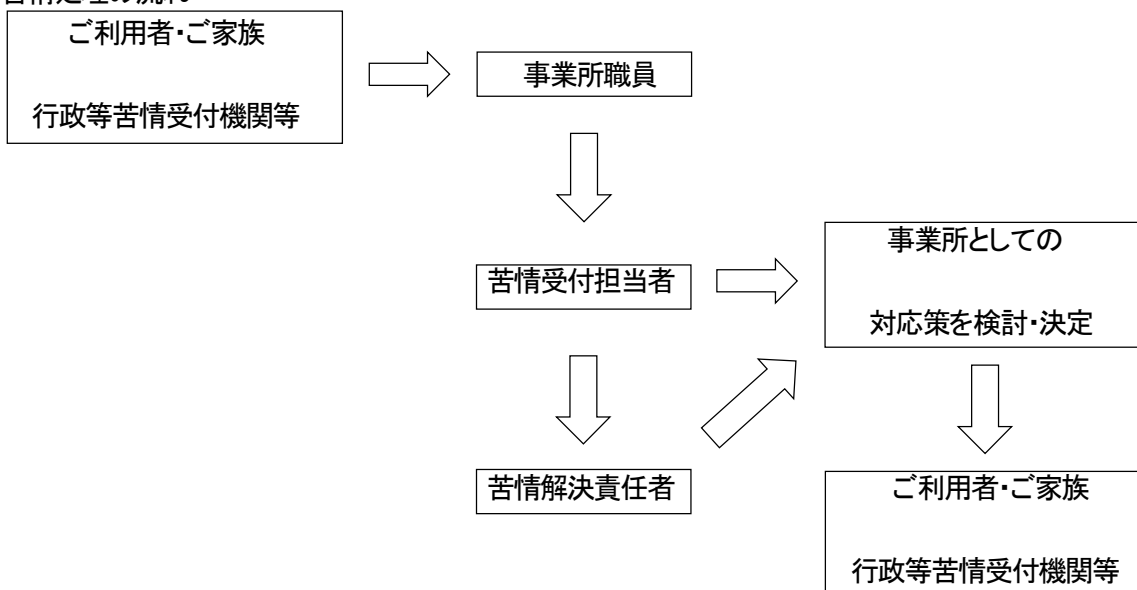 ご利用者・ご家族
行政等苦情受付機関等
事業所職員
苦情受付担当者
事業所としての
対応策を検討・決定
苦情解決責任者
ご利用者・ご家族
行政等苦情受付機関等